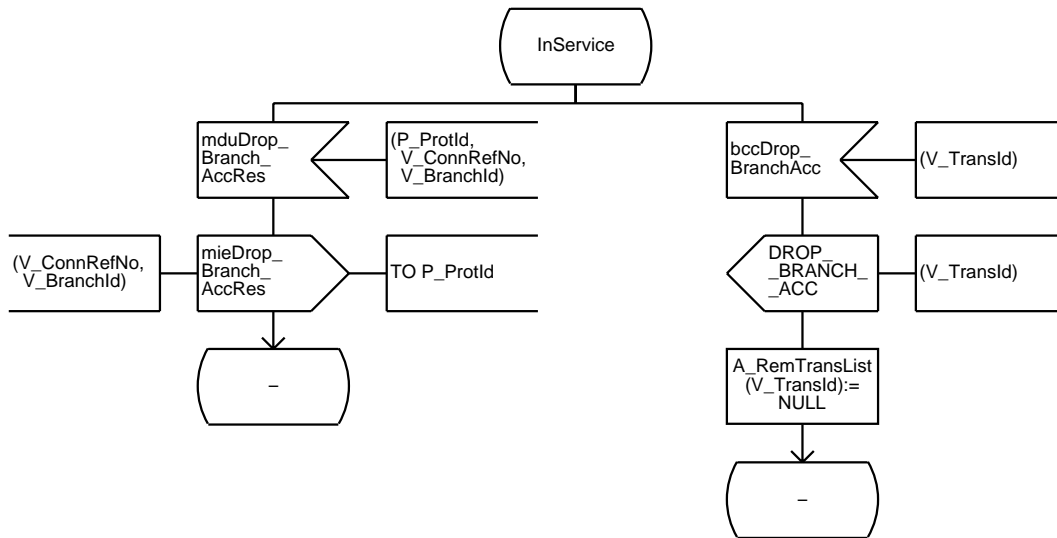 InService
mduDrop_
Branch_
AccRes
(P_ProtId,
V_ConnRefNo,
V_BranchId)
bccDrop_
BranchAcc
(V_TransId)
(V_ConnRefNo,
V_BranchId)
mieDrop_
Branch_
AccRes
TO P_ProtId
DROP_
_BRANCH_
_ACC
(V_TransId)
–
A_RemTransList
(V_TransId):=
NULL
–